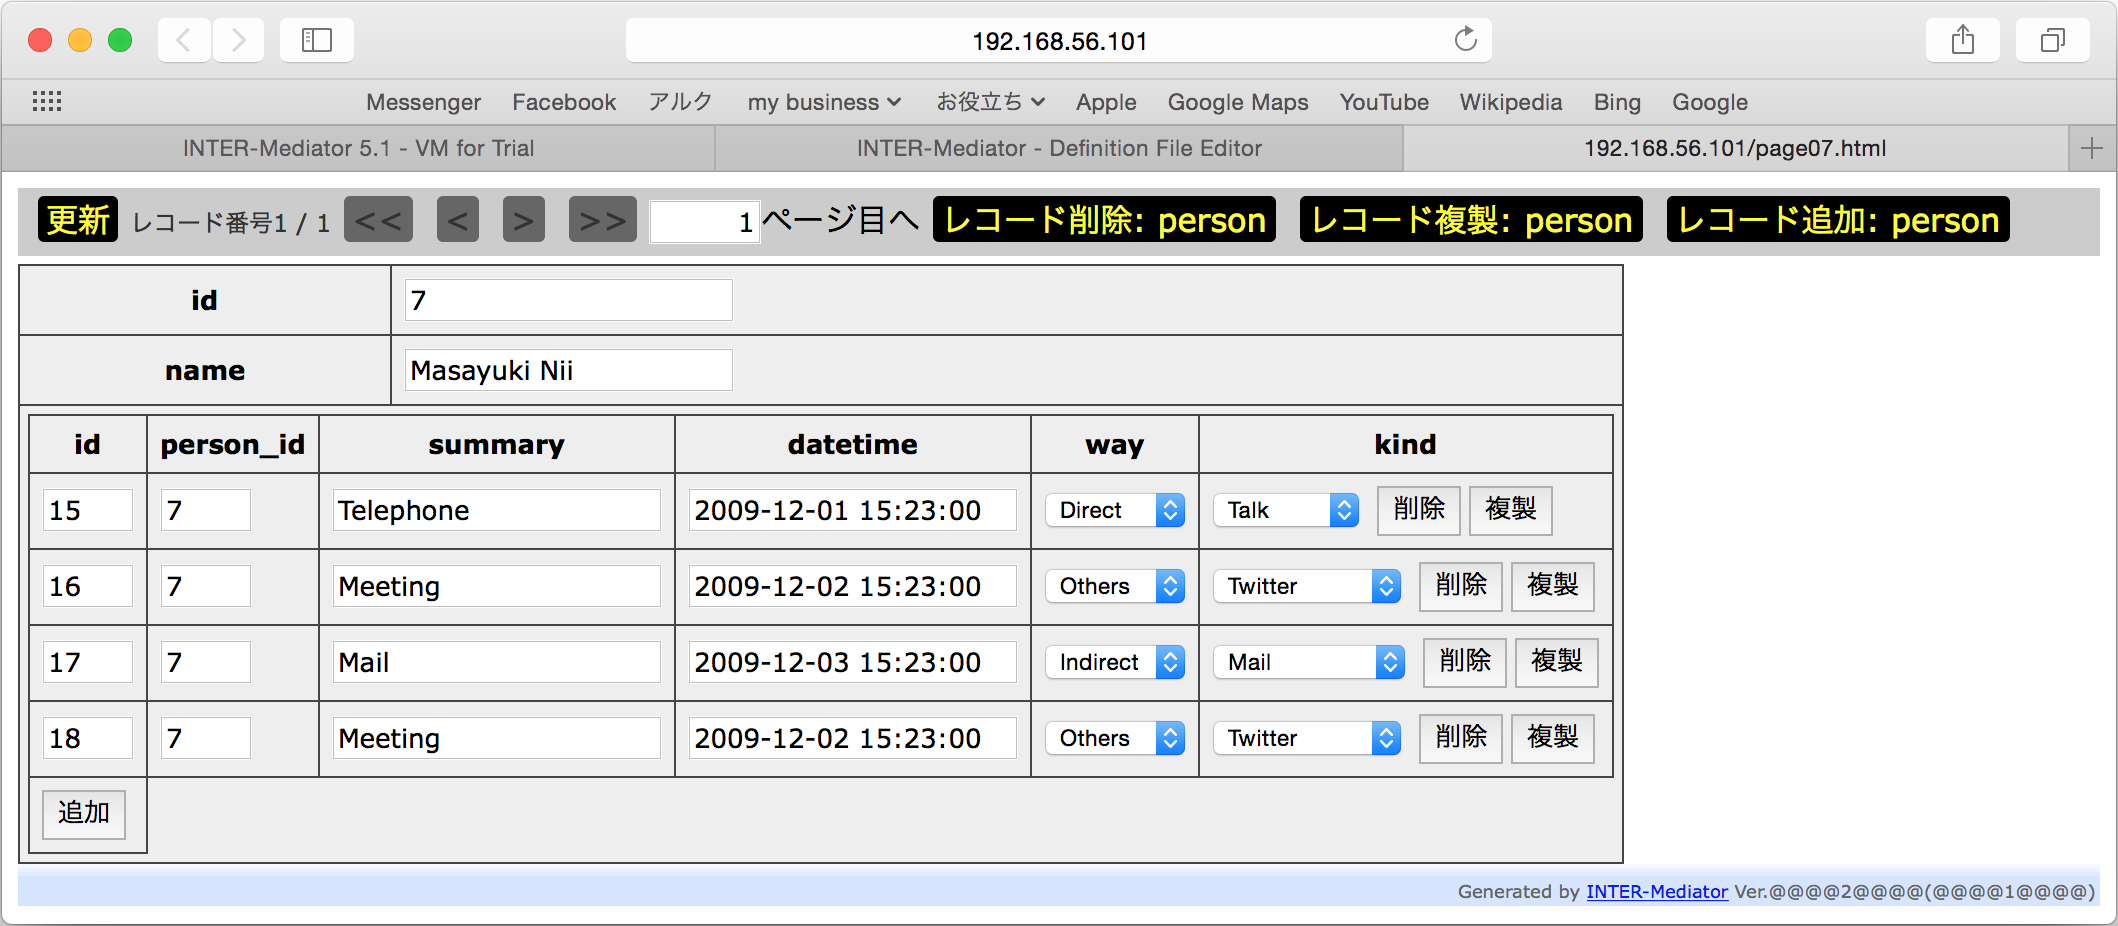 192.168.56.101
Messenger Facebook アルク my business お役立ち Apple Google Maps YouTube Wikipedia Bing Google
INTER-Mediator 5.1 - VM for Trial INTER-Mediator - Definition File Editor 192.168.56.101/page07.html +
更新 レコード番号1 / 1 << < > >> 1 ページ目へ レコード削除: person レコード複製: person レコード追加: person
id 7
name Masayuki Nii
id person_id summary datetime way kind
15 7 Telephone 2009-12-01 15:23:00 Direct Talk 削除 複製
16 7 Meeting 2009-12-02 15:23:00 Others Twitter 削除 複製
17 7 Mail 2009-12-03 15:23:00 Indirect Mail 削除 複製
18 7 Meeting 2009-12-02 15:23:00 Others Twitter 削除 複製
追加
Generated by INTER-Mediator Ver.@@@@2@@@@(@@@@1@@@@)